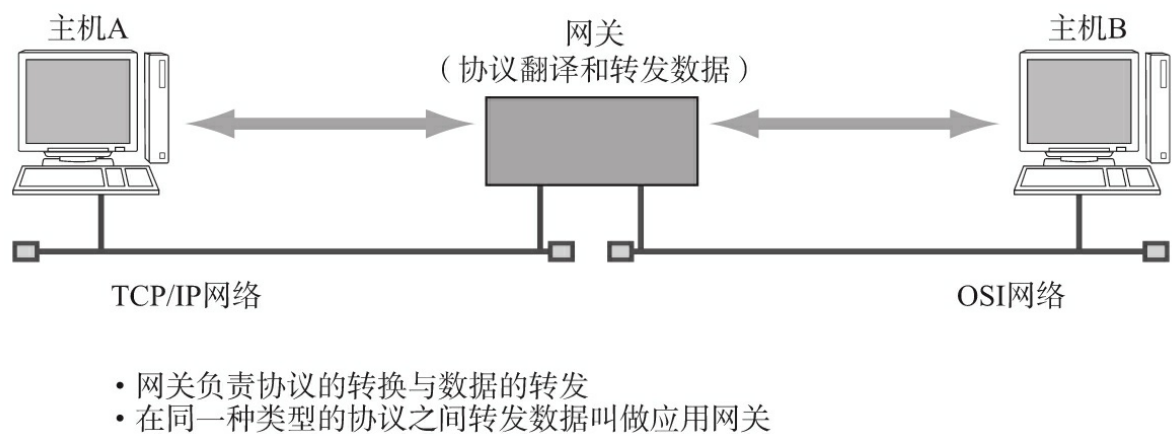 主机A
网关
主机B
（协议翻译和转发数据）
TCP/IP网络
OSI网络
·网关负责协议的转换与数据的转发
·在同一种类型的协议之间转发数据叫做应用网关